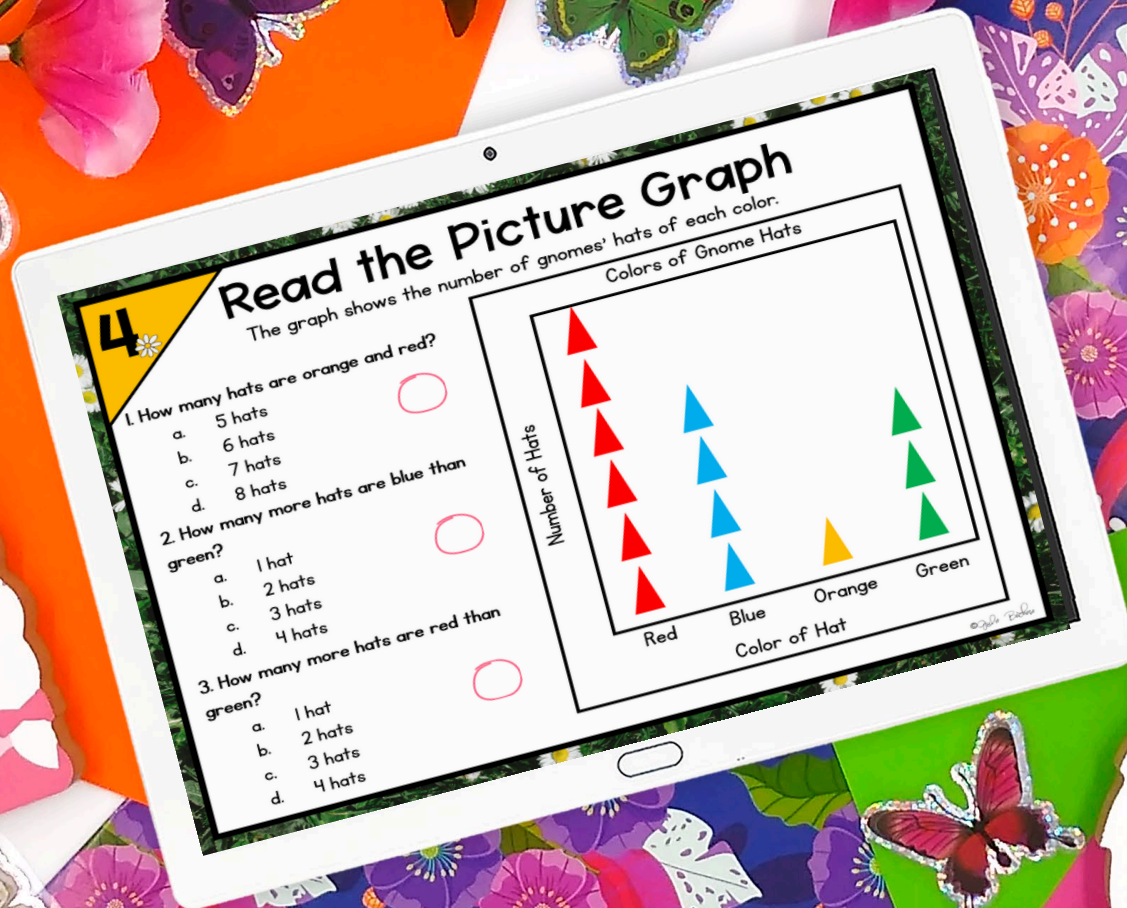 4
Read the Picture Graph
The graph shows the number of gnomes' hats of each color.
1. How many hats are orange and red?
a. 5 hats
b. 6 hats
c. 7 hats
d. 8 hats
2. How many more hats are blue than
green?
a. 1 hat
b. 2 hats
c. 3 hats
d. 4 hats
3. How many more hats are red than
green?
a. 1 hat
b. 2 hats
c. 3 hats
d. 4 hats
Colors of Gnome Hats
Number of Hats
Red
Blue
Orange
Green
Color of Hat